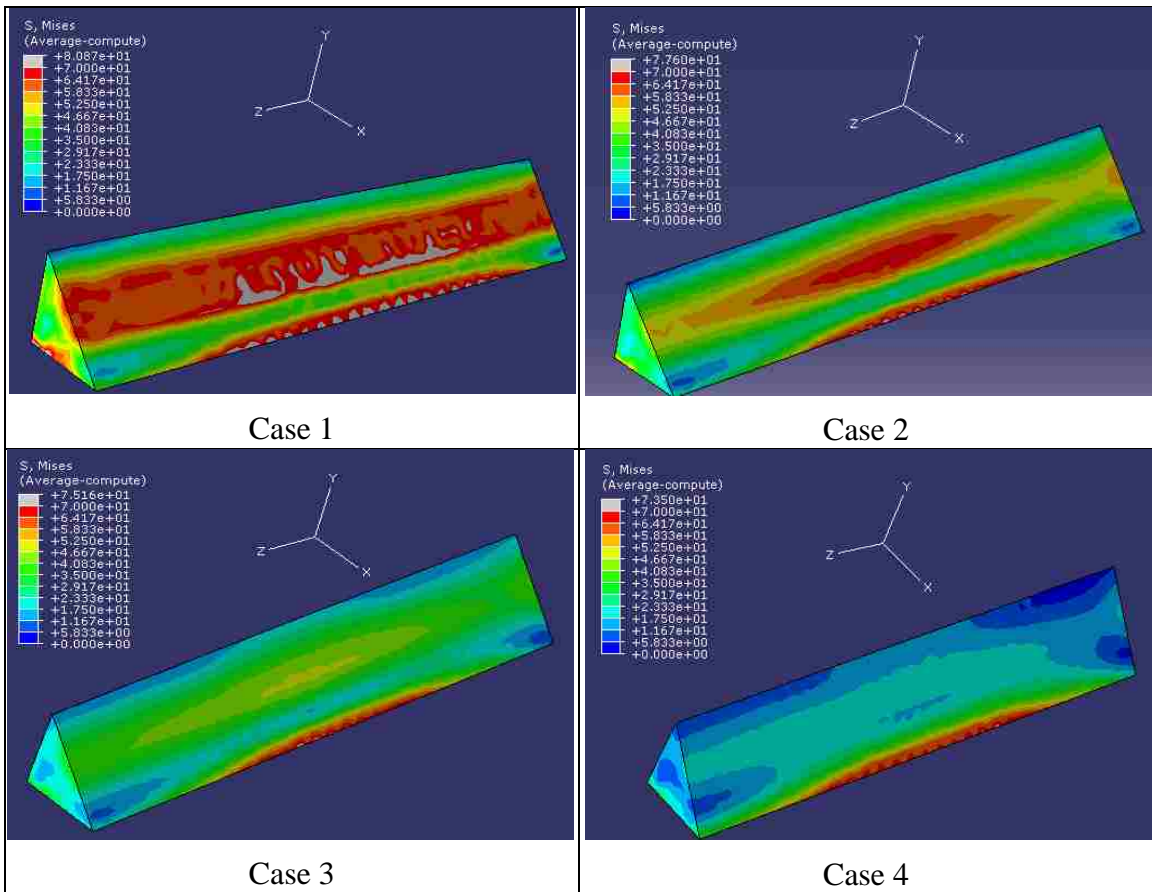 S, Mises
(Average-compute)
+8.087e+01
+7.000e+01
+6.417e+01
+5.833e+01
+5.250e+01
+4.667e+01
+4.083e+01
+3.500e+01
+2.917e+01
+2.333e+01
+1.750e+01
+1.167e+01
+5.833e+00
+0.000e+00
Y
Z
X
Case 1
S, Mises
(Average-compute)
+7.760e+01
+7.000e+01
+6.417e+01
+5.833e+01
+5.250e+01
+4.667e+01
+4.083e+01
+3.500e+01
+2.917e+01
+2.333e+01
+1.750e+01
+1.167e+01
+5.833e+00
+0.000e+00
Y
Z
X
Case 2
S, Mises
(Average-compute)
+7.516e+01
+7.000e+01
+6.417e+01
+5.833e+01
+5.250e+01
+4.667e+01
+4.083e+01
+3.500e+01
+2.917e+01
+2.333e+01
+1.750e+01
+1.167e+01
+5.833e+00
+0.000e+00
Y
Z
X
Case 3
S, Mises
(Average-compute)
+7.350e+01
+7.000e+01
+6.417e+01
+5.833e+01
+5.250e+01
+4.667e+01
+4.083e+01
+3.500e+01
+2.917e+01
+2.333e+01
+1.750e+01
+1.167e+01
+5.833e+00
+0.000e+00
Y
Z
X
Case 4